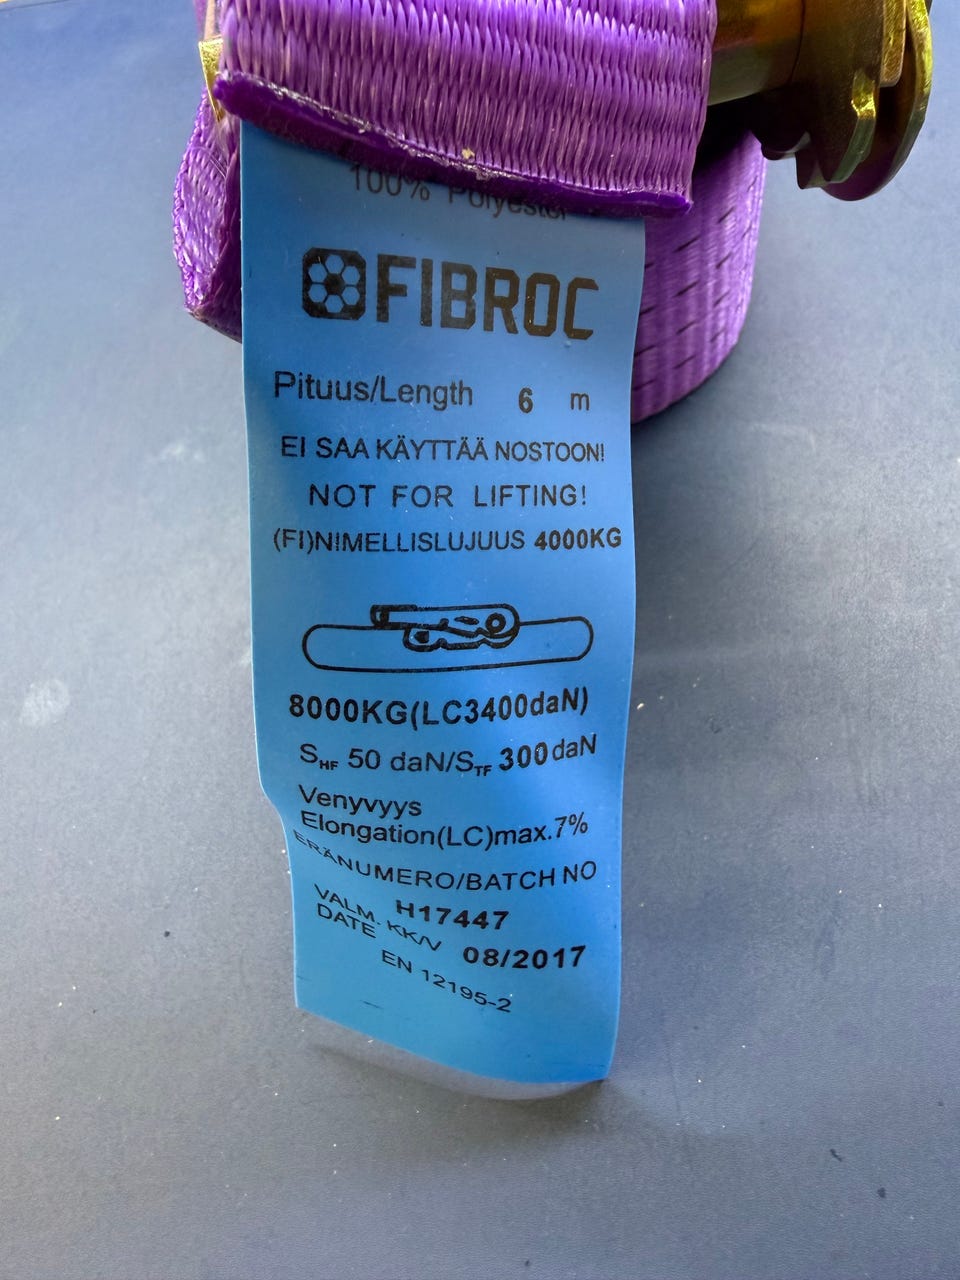 100% Polyester
FIBROC
Pituus/Length 6 m
EI SAA KÄYTTÄÄ NOSTOON!
NOT FOR LIFTING!
(FI)NIMELLISLUJUUS 4000KG
8000KG(LC3400daN)
SHF 50 daN/STF 300daN
Venyvyys
Elongation(LC)max.7%
ERÄNUMERO/BATCH NO
H17447
VALM. KK/V
DATE 08/2017
EN 12195-2